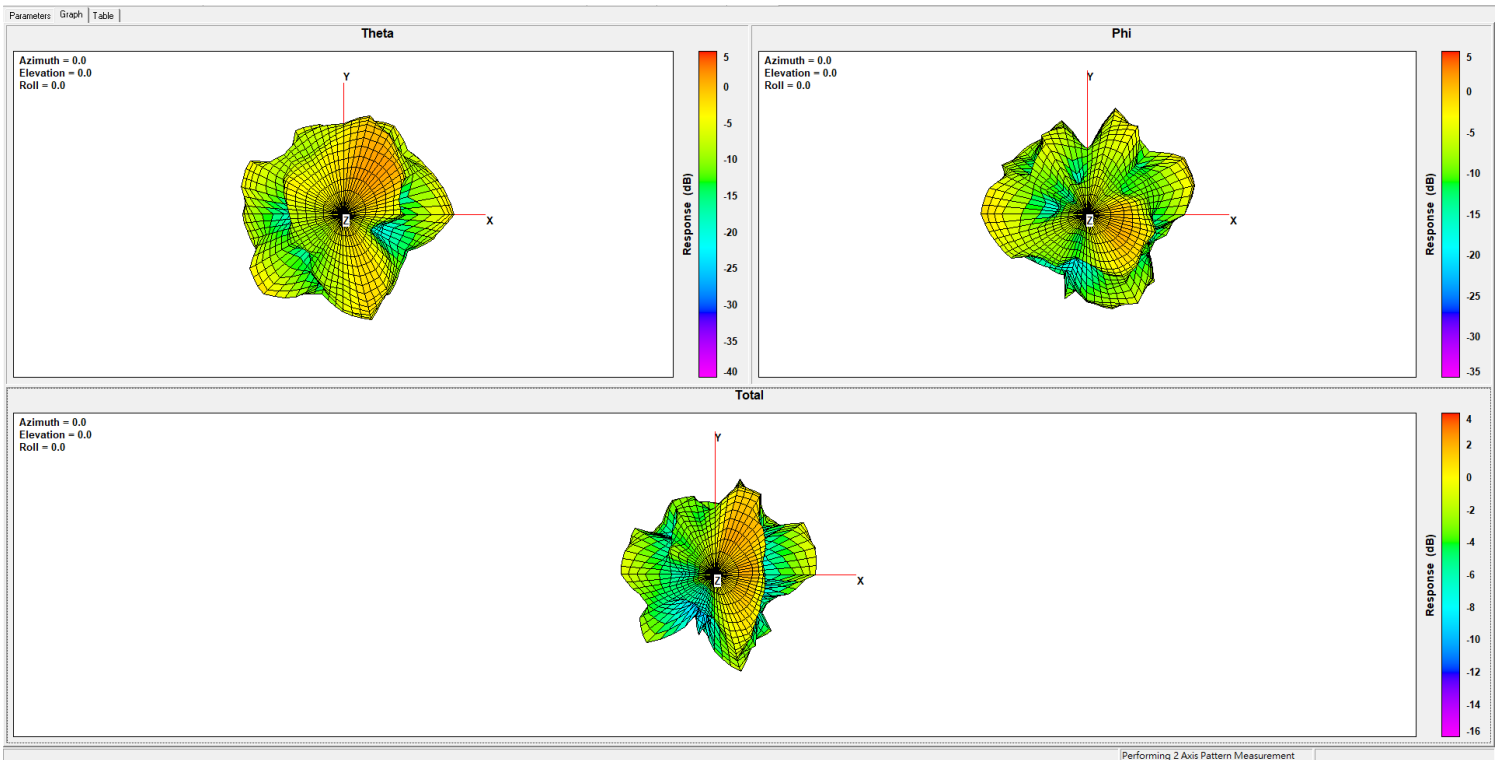 Parameters Graph Table
Theta
Azimuth = 0.0
Elevation = 0.0
Roll = 0.0
Y
X
Z
5
0
-5
-10
-15
-20
-25
-30
-35
-40
Response (dB)
Phi
Azimuth = 0.0
Elevation = 0.0
Roll = 0.0
Y
X
Z
5
0
-5
-10
-15
-20
-25
-30
-35
Response (dB)
Total
Azimuth = 0.0
Elevation = 0.0
Roll = 0.0
Y
X
Z
4
2
0
-2
-4
-6
-8
-10
-12
-14
-16
Response (dB)
Performing 2 Axis Pattern Measurement